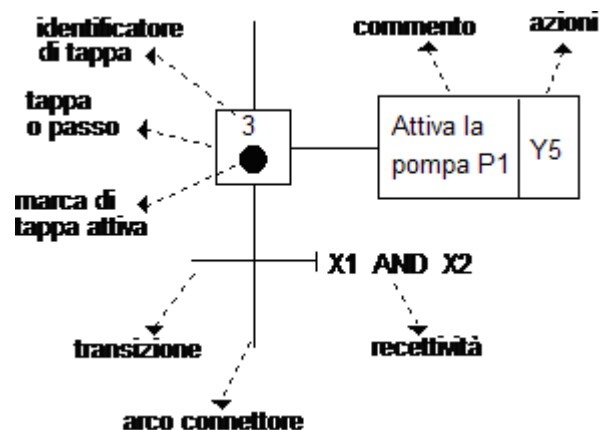 identificatore
di tappa
commento
azioni
tappa
o passo
3
Attiva la
pompa P1
Y5
marca di
tappa attiva
X1 AND X2
transizione
recettività
arco connettore